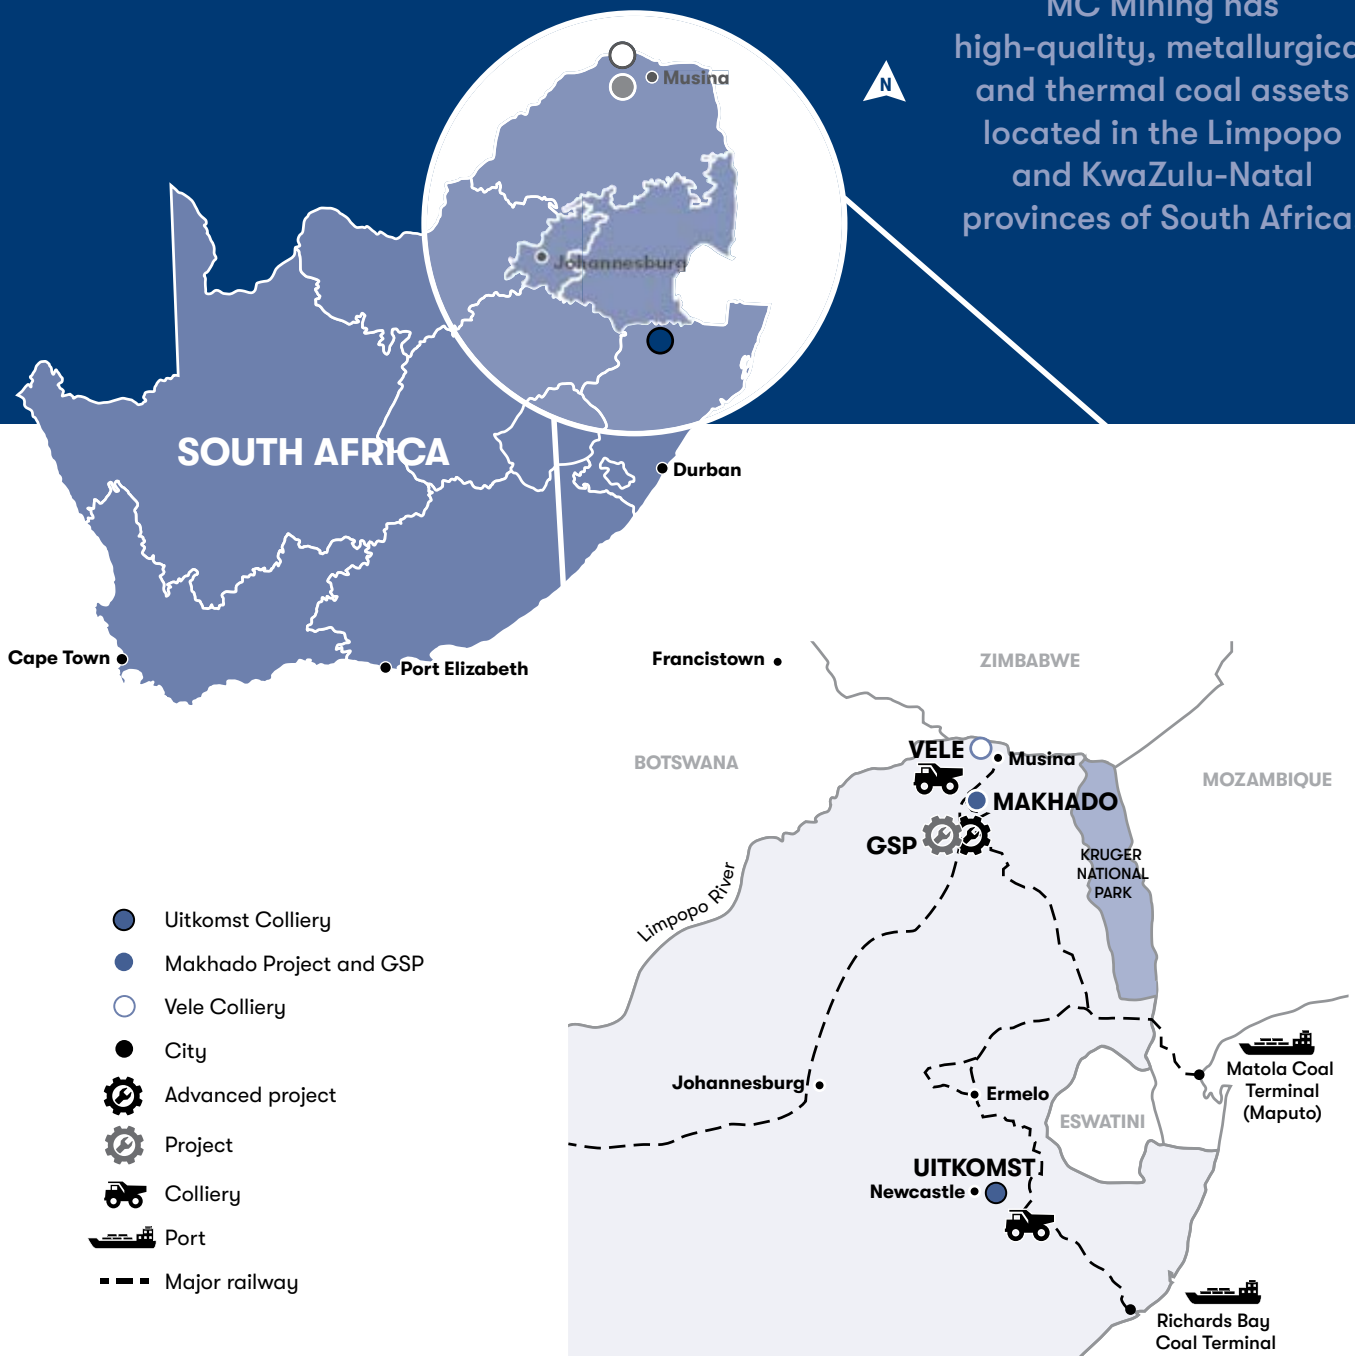 MC Mining has
high-quality, metallurgica
and thermal coal assets
located in the Limpopo
and KwaZulu-Natal
provinces of South Africa
N
Musina
Johannesburg
SOUTH AFRICA
Durban
Cape Town
Port Elizabeth
Francistown
ZIMBABWE
BOTSWANA
VELE
Musina
MOZAMBIQUE
MAKHADO
GSP
KRUGER
NATIONAL
PARK
Limpopo River
Uitkomst Colliery
Makhado Project and GSP
Vele Colliery
City
Advanced project
Project
Colliery
Port
Major railway
Johannesburg
Ermelo
Matola Coal
Terminal
(Maputo)
ESWATINI
UITKOMST
Newcastle
Richards Bay
Coal Terminal